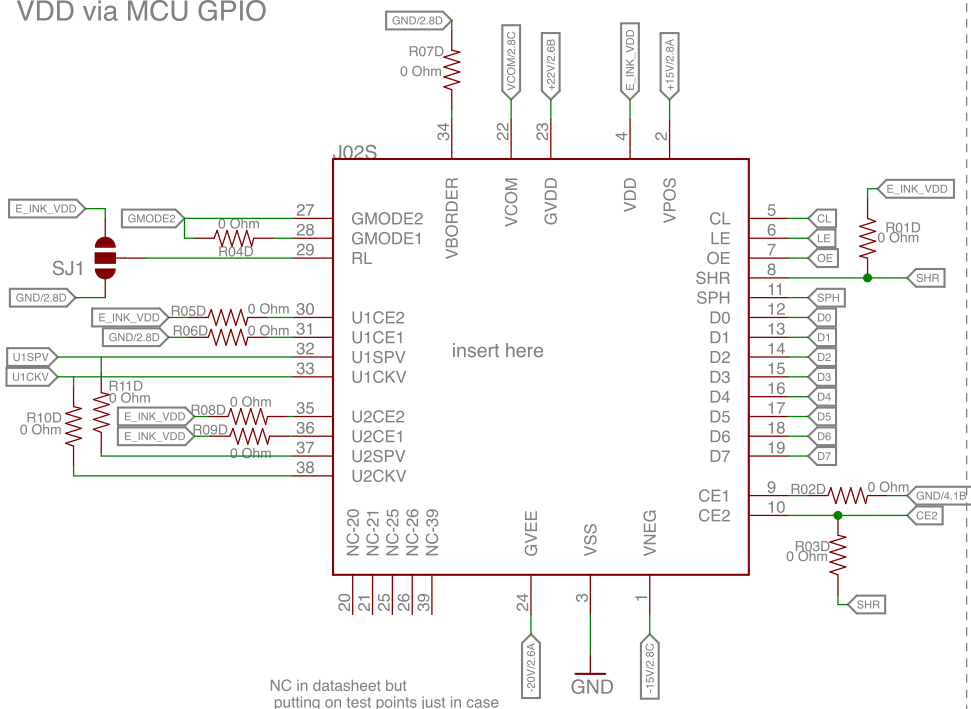 VDD via MCU GPIO
GND/2.8D
R07D
0 Ohm
VCOM/2.8C
+22V/2.6B
E_INK_VDD
+15V/2.8A
34
22
23
4
2
J02S
VBORDER
VCOM
GVDD
VDD
VPOS
E_INK_VDD
SJ1
GND/2.8D
GMODE2
0 Ohm
R04D
27 GMODE2
28 GMODE1
29 RL
E_INK_VDD R05D 0 Ohm 30 U1CE2
GND/2.8D R06D 0 Ohm 31 U1CE1
U1SPV 32 U1SPV
U1CKV 33 U1CKV
R11D
0 Ohm
R10D
0 Ohm
0 Ohm
E_INK_VDD R08D 35 U2CE2
E_INK_VDD R09D 36 U2CE1
0 Ohm
37 U2SPV
38 U2CKV
insert here
CL 5 CL
LE 6 LE
OE 7 OE
SHR 8 SHR
E_INK_VDD
R01D
0 Ohm
SPH 11 SPH
D0 12 D0
D1 13 D1
D2 14 D2
D3 15 D3
D4 16 D4
D5 17 D5
D6 18 D6
D7 19 D7
CE1 9 R02D 0 Ohm GND/4.1B
CE2 10 CE2
R03D
0 Ohm
SHR
NC-20
NC-21
NC-25
NC-26
NC-39
GVEE
VSS
VNEG
20
21
25
26
39
24
3
1
-20V/2.6A
GND
-15V/2.8C
NC in datasheet but
putting on test points just in case